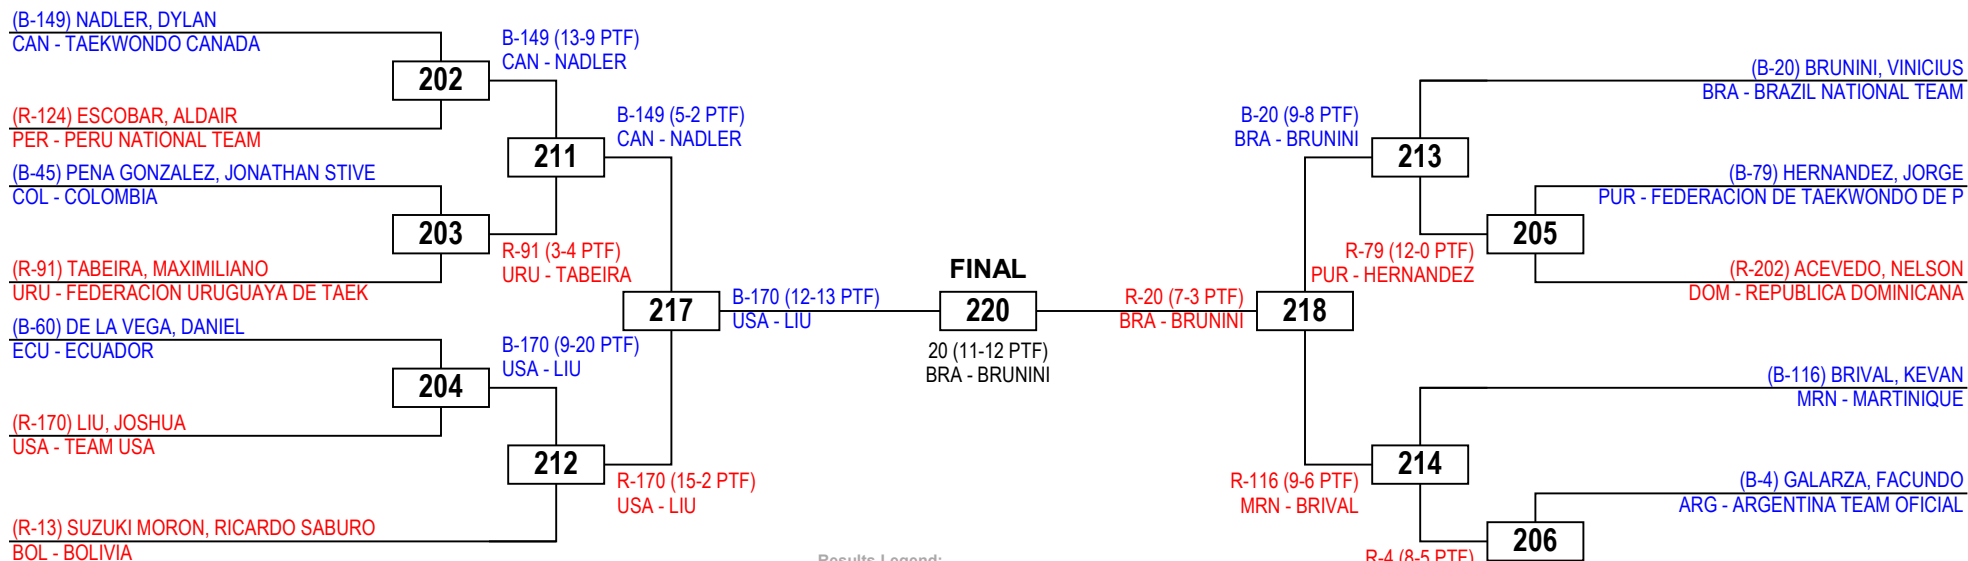 (B-149) NADLER, DYLAN
CAN - TAEKWONDO CANADA
B-149 (13-9 PTF)
CAN - NADLER
202
(R-124) ESCOBAR, ALDAIR
PER - PERU NATIONAL TEAM
B-149 (5-2 PTF)
CAN - NADLER
211
(B-45) PENA GONZALEZ, JONATHAN STIVE
COL - COLOMBIA
203
R-91 (3-4 PTF)
URU - TABEIRA
(R-91) TABEIRA, MAXIMILIANO
URU - FEDERACION URUGUAYA DE TAEK
217
B-170 (12-13 PTF)
USA - LIU
(B-60) DE LA VEGA, DANIEL
ECU - ECUADOR
B-170 (9-20 PTF)
USA - LIU
204
(R-170) LIU, JOSHUA
USA - TEAM USA
212
R-170 (15-2 PTF)
USA - LIU
(R-13) SUZUKI MORON, RICARDO SABURO
BOL - BOLIVIA
FINAL
220
20 (11-12 PTF)
BRA - BRUNINI
(B-20) BRUNINI, VINICIUS
BRA - BRAZIL NATIONAL TEAM
B-20 (9-8 PTF)
BRA - BRUNINI
213
(B-79) HERNANDEZ, JORGE
PUR - FEDERACION DE TAEKWONDO DE P
205
R-79 (12-0 PTF)
PUR - HERNANDEZ
(R-202) ACEVEDO, NELSON
DOM - REPUBLICA DOMINICANA
R-20 (7-3 PTF)
BRA - BRUNINI
218
(B-116) BRIVAL, KEVAN
MRN - MARTINIQUE
214
R-116 (9-6 PTF)
MRN - BRIVAL
(B-4) GALARZA, FACUNDO
ARG - ARGENTINA TEAM OFICIAL
206
R-4 (8-5 PTF)
Results Legend: